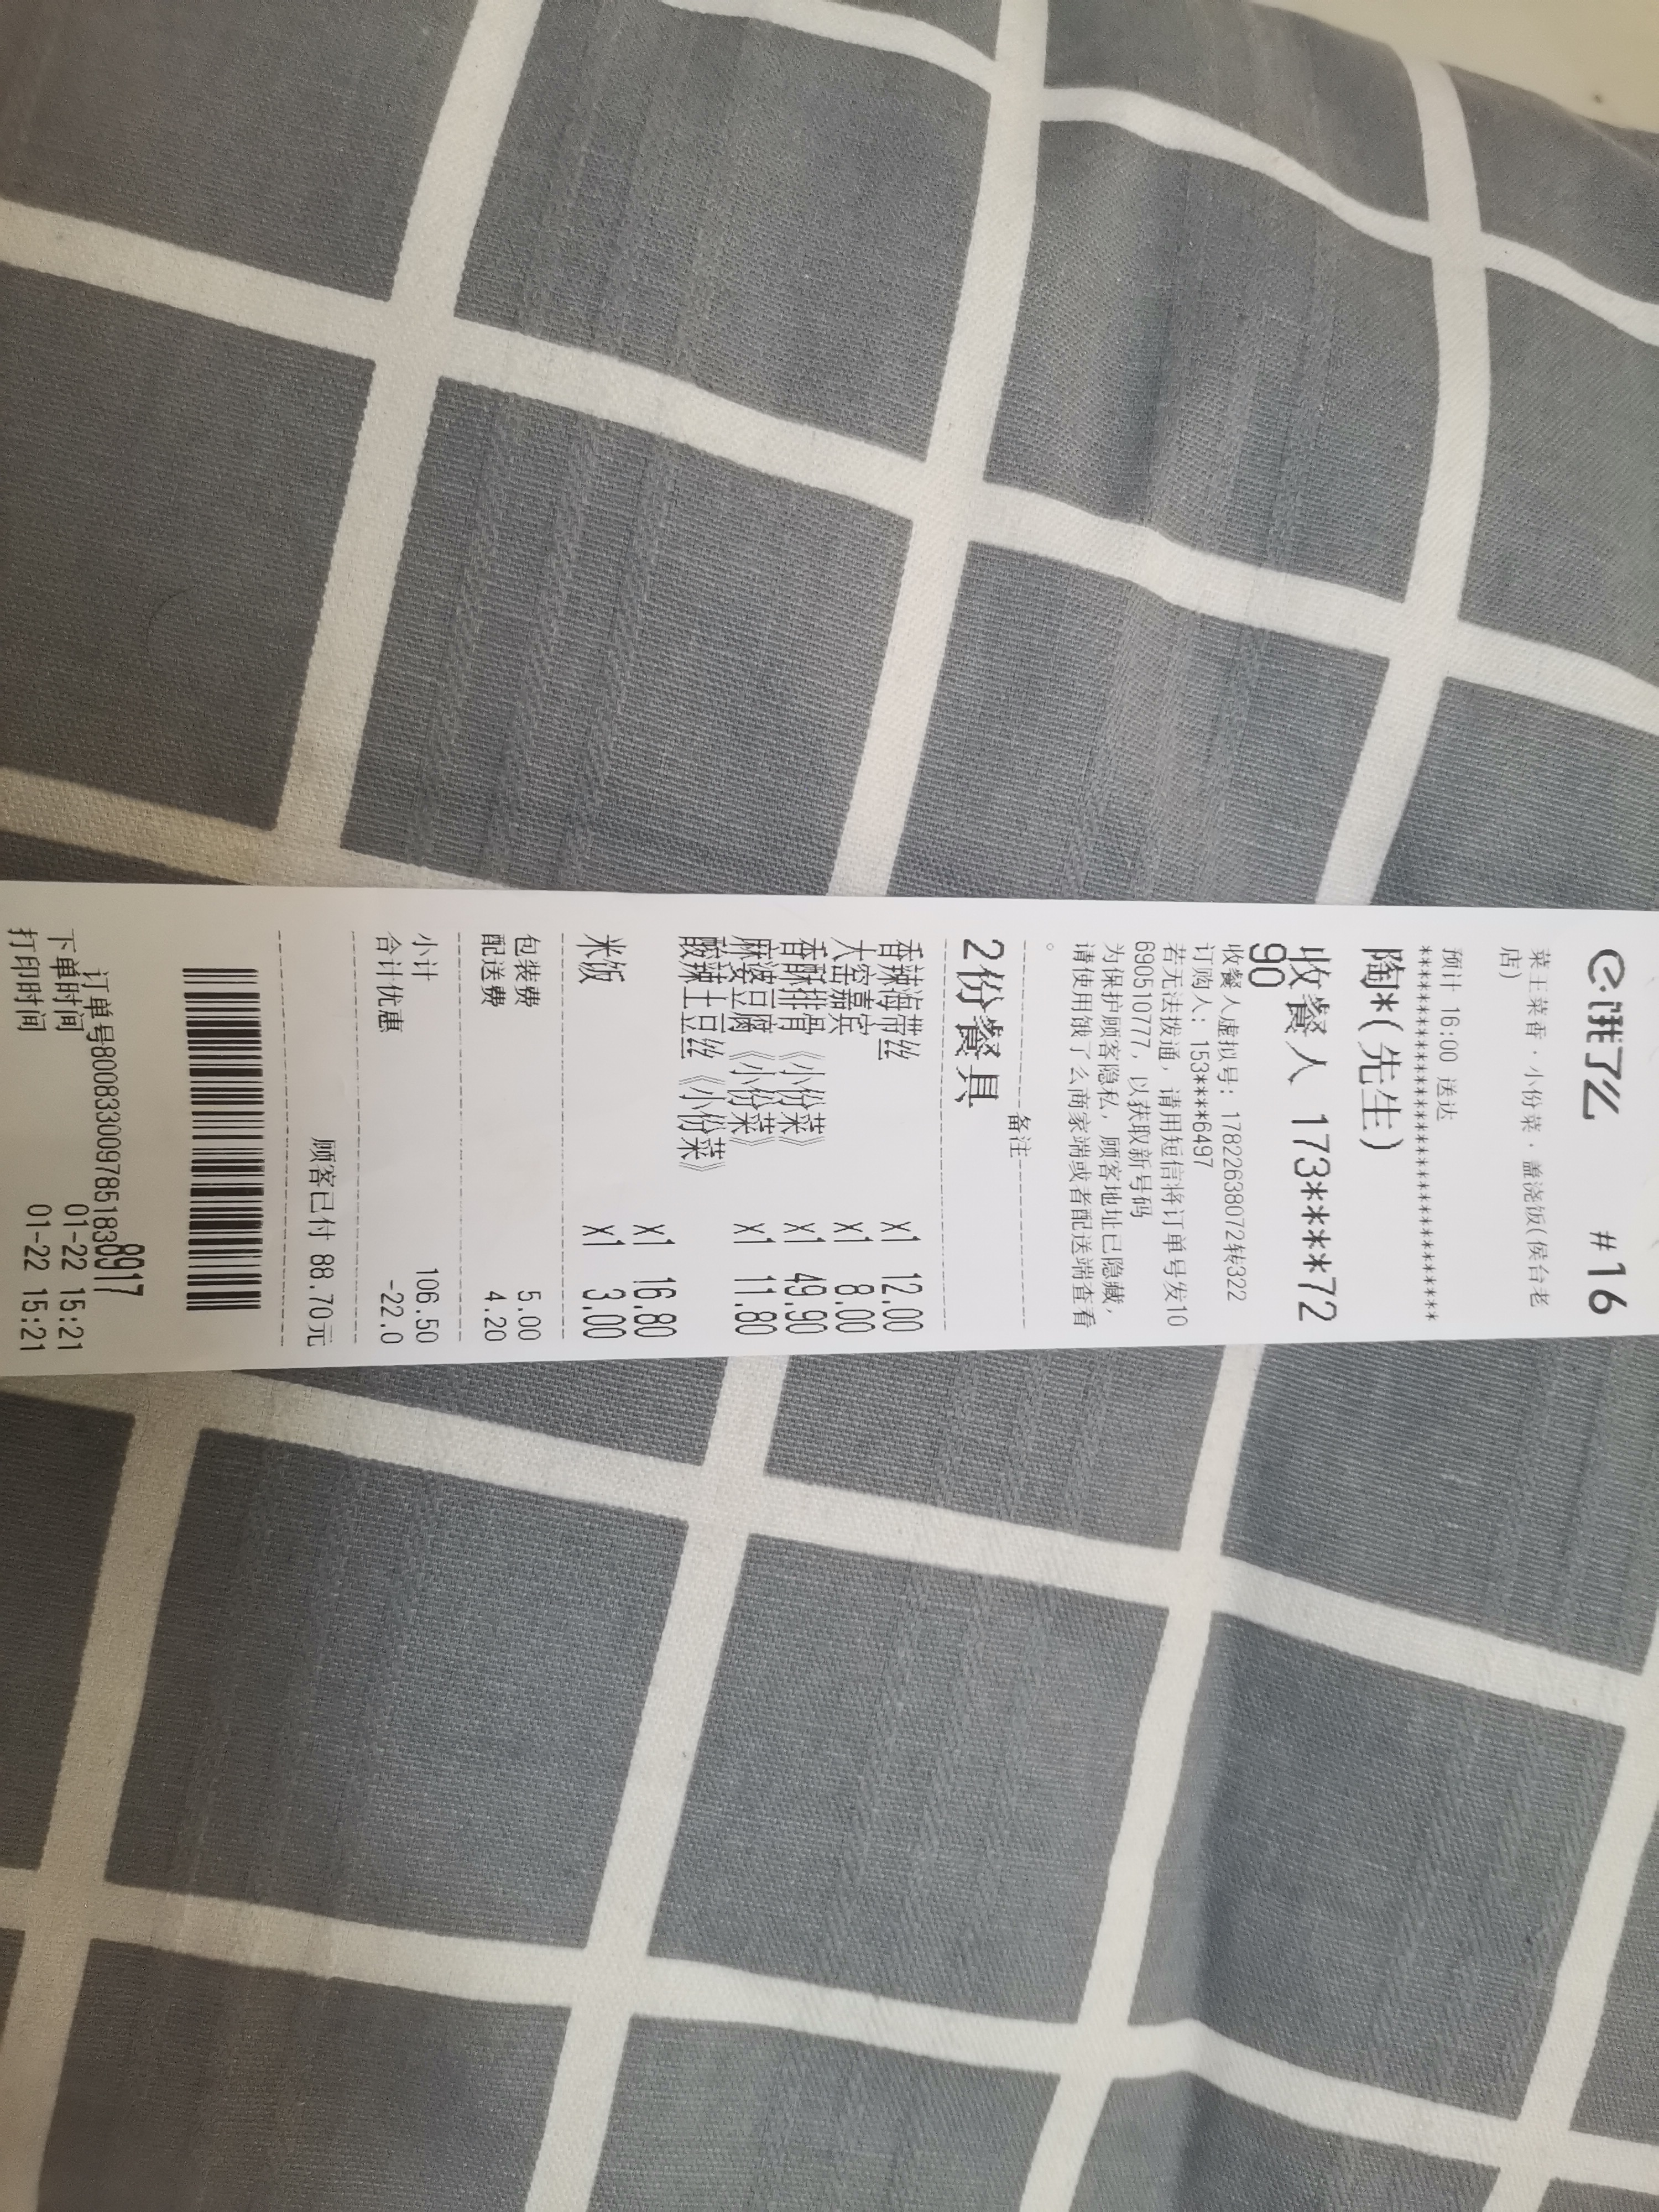 饿了么 #16
菜王菜香·小份菜·盖浇饭(侯台老
店)
预计 16:00 送达
********************************
陶*(先生)
收餐人 173****72
90
收餐人虚拟号: 17822638072转322
订购人: 153****6497
若无法拨通，请用短信将订单号发10
690510777，以获取新号码
为保护顾客隐私，顾客地址已隐藏，
请使用饿了么商家端或者配送端查看
。
备注
2份餐具
香辣海带丝 x1 12.00
大窑嘉宾 x1 8.00
香酥排骨 《小份菜》 x1 49.90
麻婆豆腐 《小份菜》 x1 11.80
酸辣土豆丝 《小份菜》
x1 16.80
米饭 x1 3.00
包装费 5.00
配送费 4.20
小计 106.50
合计优惠 -22.0
顾客已付 88.70元
订单号80083300978518308917
下单时间 01-22 15:21
打印时间 01-22 15:21